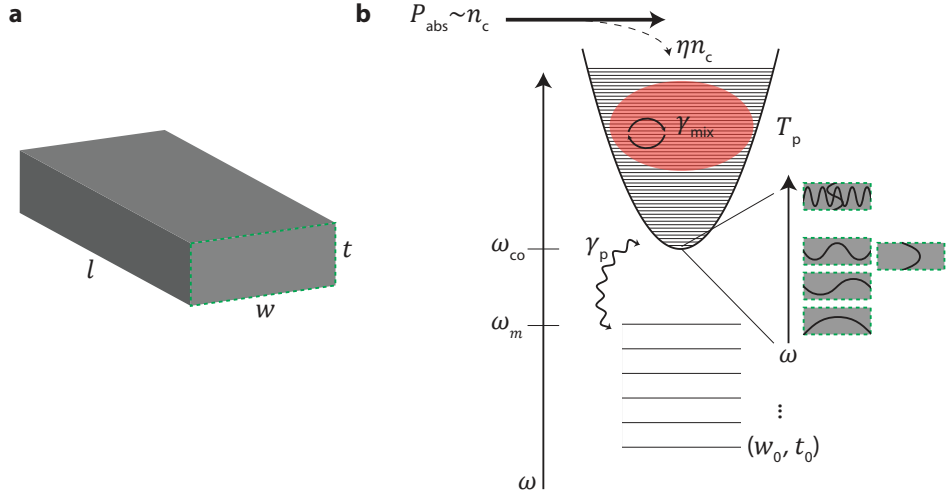 a
l
w
t
b
P_abs~n_c
ηn_c
γ_mix
T_p
ω_co
γ_p
ω_m
ω
ω
⋮
(w_0, t_0)